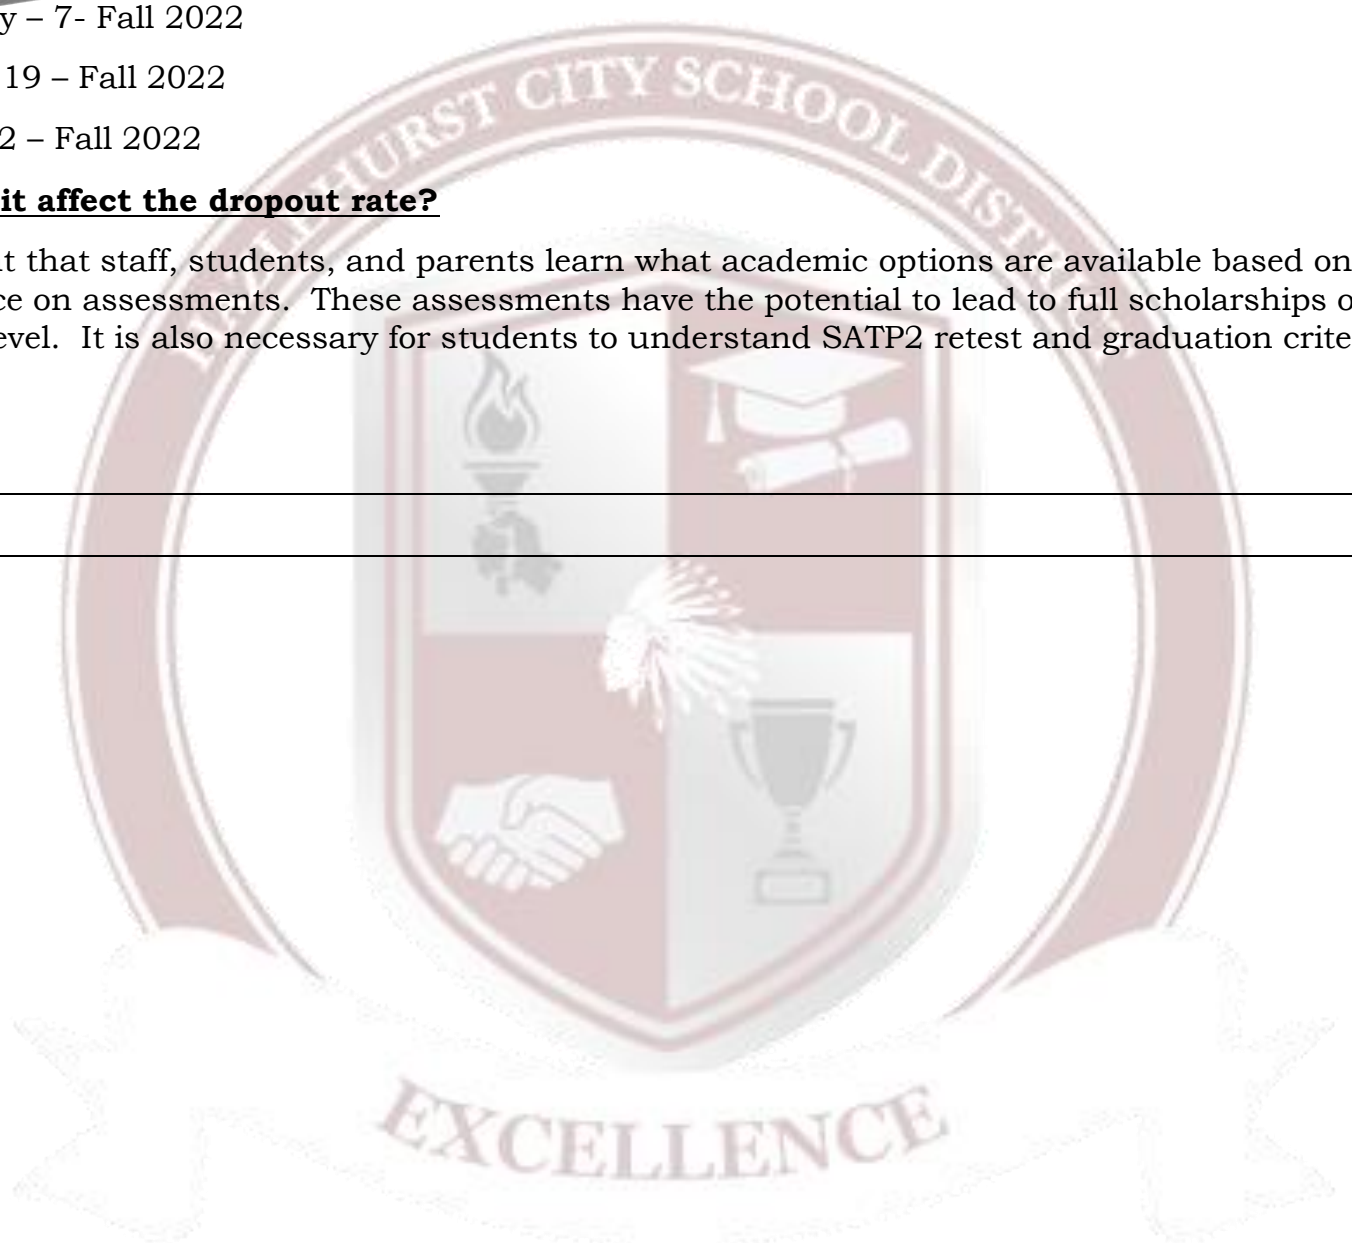 y – 7- Fall 2022
19 – Fall 2022
2 – Fall 2022
it affect the dropout rate?
t that staff, students, and parents learn what academic options are available based on
ce on assessments.  These assessments have the potential to lead to full scholarships o
evel.  It is also necessary for students to understand SATP2 retest and graduation crite
HURST CITY SCHOOL DISTRICT
EXCELLENCE